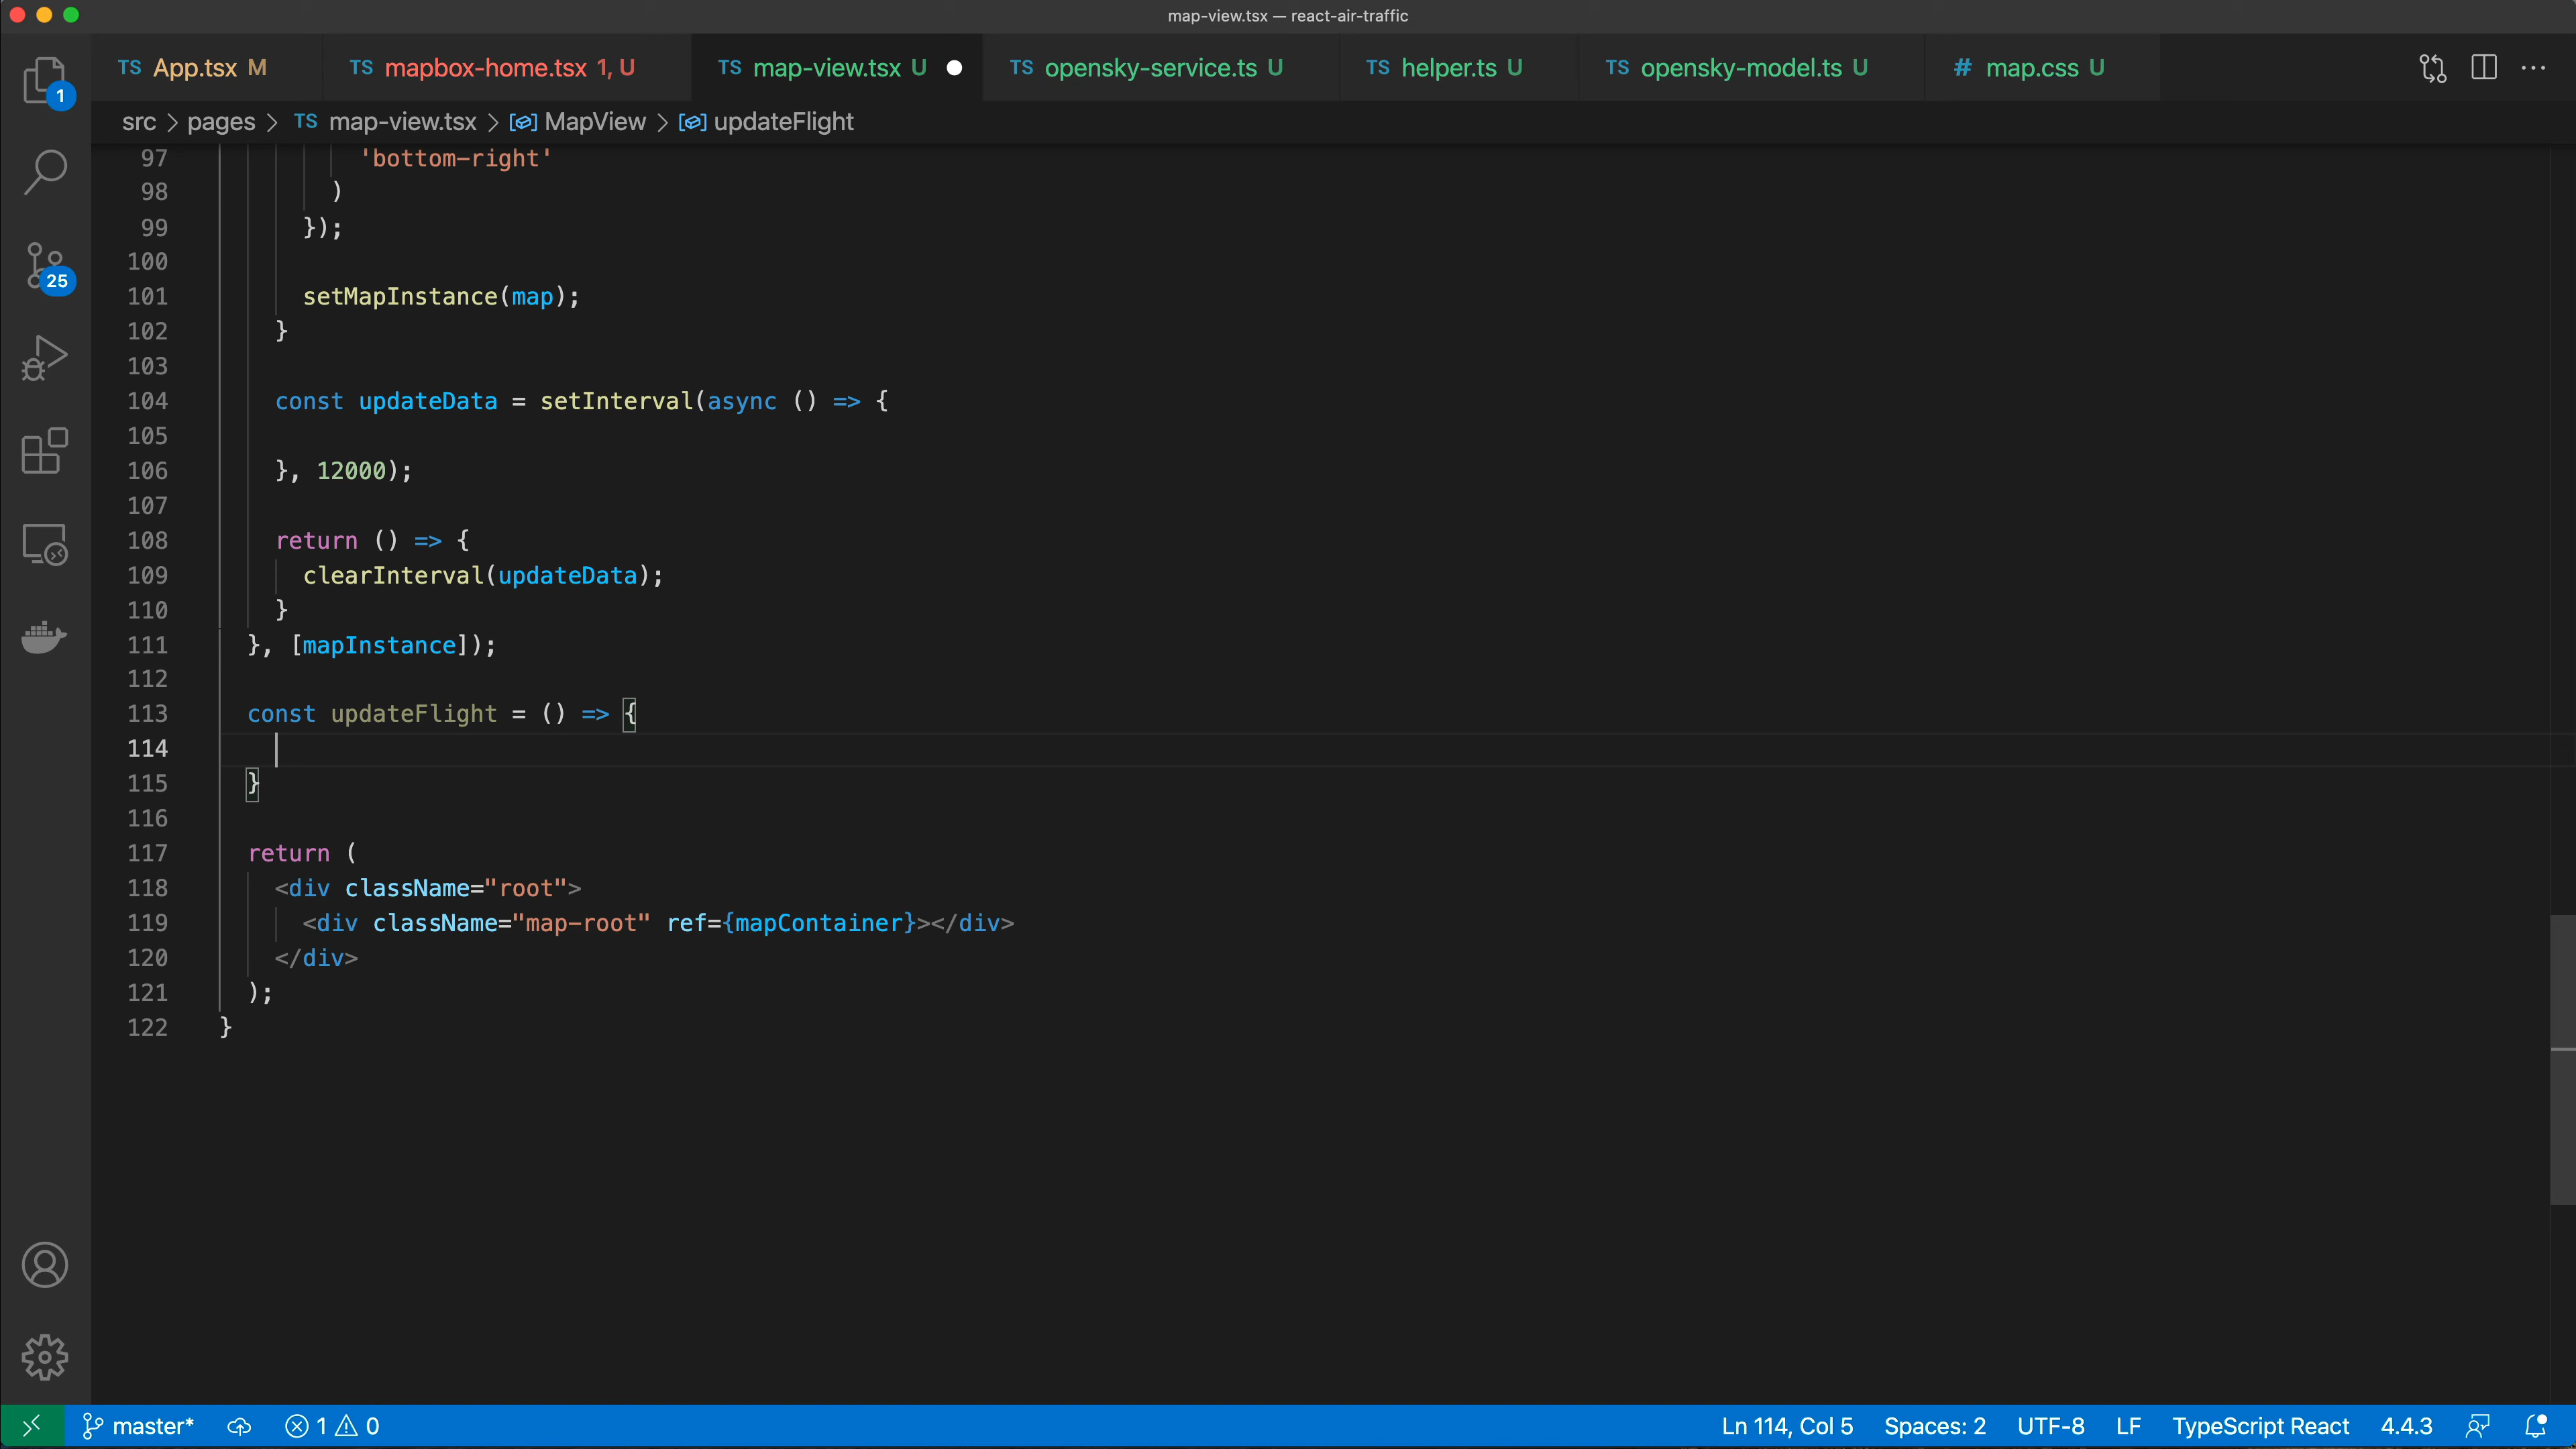 map-view.tsx — react-air-traffic
TS App.tsx M
TS mapbox-home.tsx 1, U
TS map-view.tsx U
TS opensky-service.ts U
TS helper.ts U
TS opensky-model.ts U
# map.css U
src > pages > TS map-view.tsx > MapView > updateFlight
1
25
97 'bottom-right'
98 )
99 });
100
101 setMapInstance(map);
102 }
103
104 const updateData = setInterval(async () => {
105
106 }, 12000);
107
108 return () => {
109 clearInterval(updateData);
110 }
111 }, [mapInstance]);
112
113 const updateFlight = () => {
114
115 }
116
117 return (
118 <div className="root">
119 <div className="map-root" ref={mapContainer}></div>
120 </div>
121 );
122 }
master* 1 0 Ln 114, Col 5 Spaces: 2 UTF-8 LF TypeScript React 4.4.3